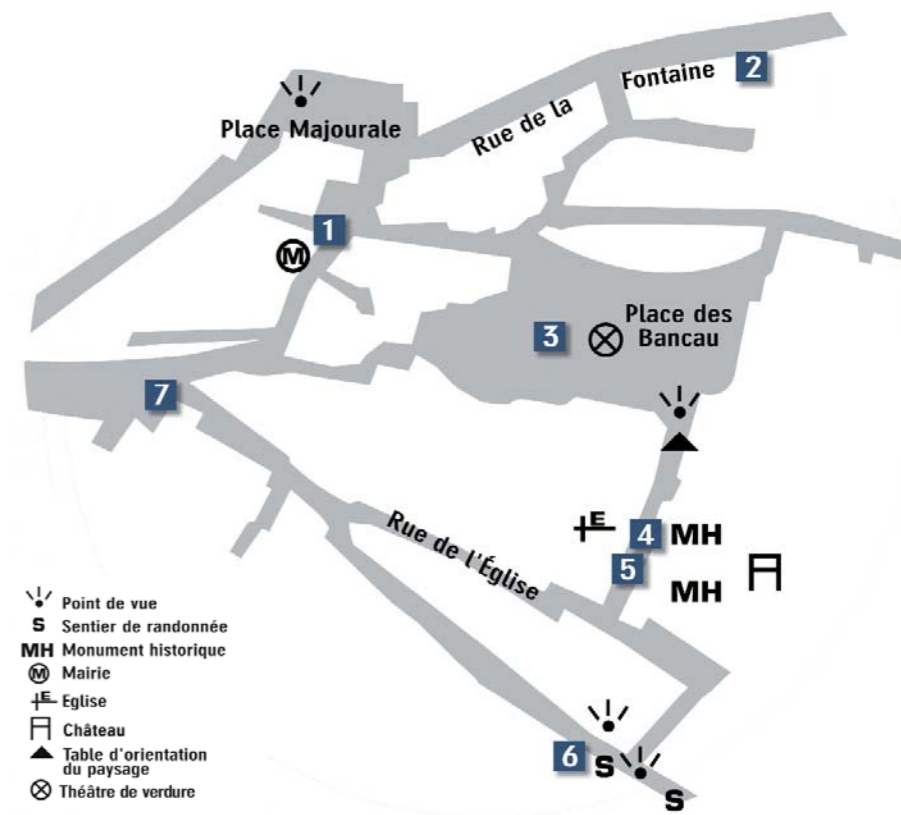 2
Fontaine
Rue de la
Place Majourale
1
M
3
Place des
Bancau
7
E
4
MH
5
MH
Rue de l'Église
6
S
S
Point de vue
S Sentier de randonnée
MH Monument historique
M Mairie
E Eglise
Château
Table d'orientation
du paysage
Théâtre de verdure